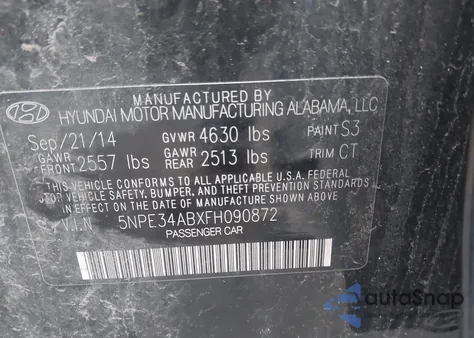 MANUFACTURED BY
HYUNDAI MOTOR MANUFACTURING ALABAMA, LLC
Sep/21/14 GVWR 4630 lbs PAINT S3
GAWR FRONT 2557 lbs GAWR REAR 2513 lbs TRIM CT
THIS VEHICLE CONFORMS TO ALL APPLICABLE U.S.A. FEDERAL
MOTOR VEHICLE SAFETY, BUMPER, AND THEFT PREVENTION
STANDARDS IN EFFECT ON THE DATE OF MANUFACTURE SHOWN ABOVE.
V.I.N 5NPE34ABXFH090872
PASSENGER CAR
autoSnap